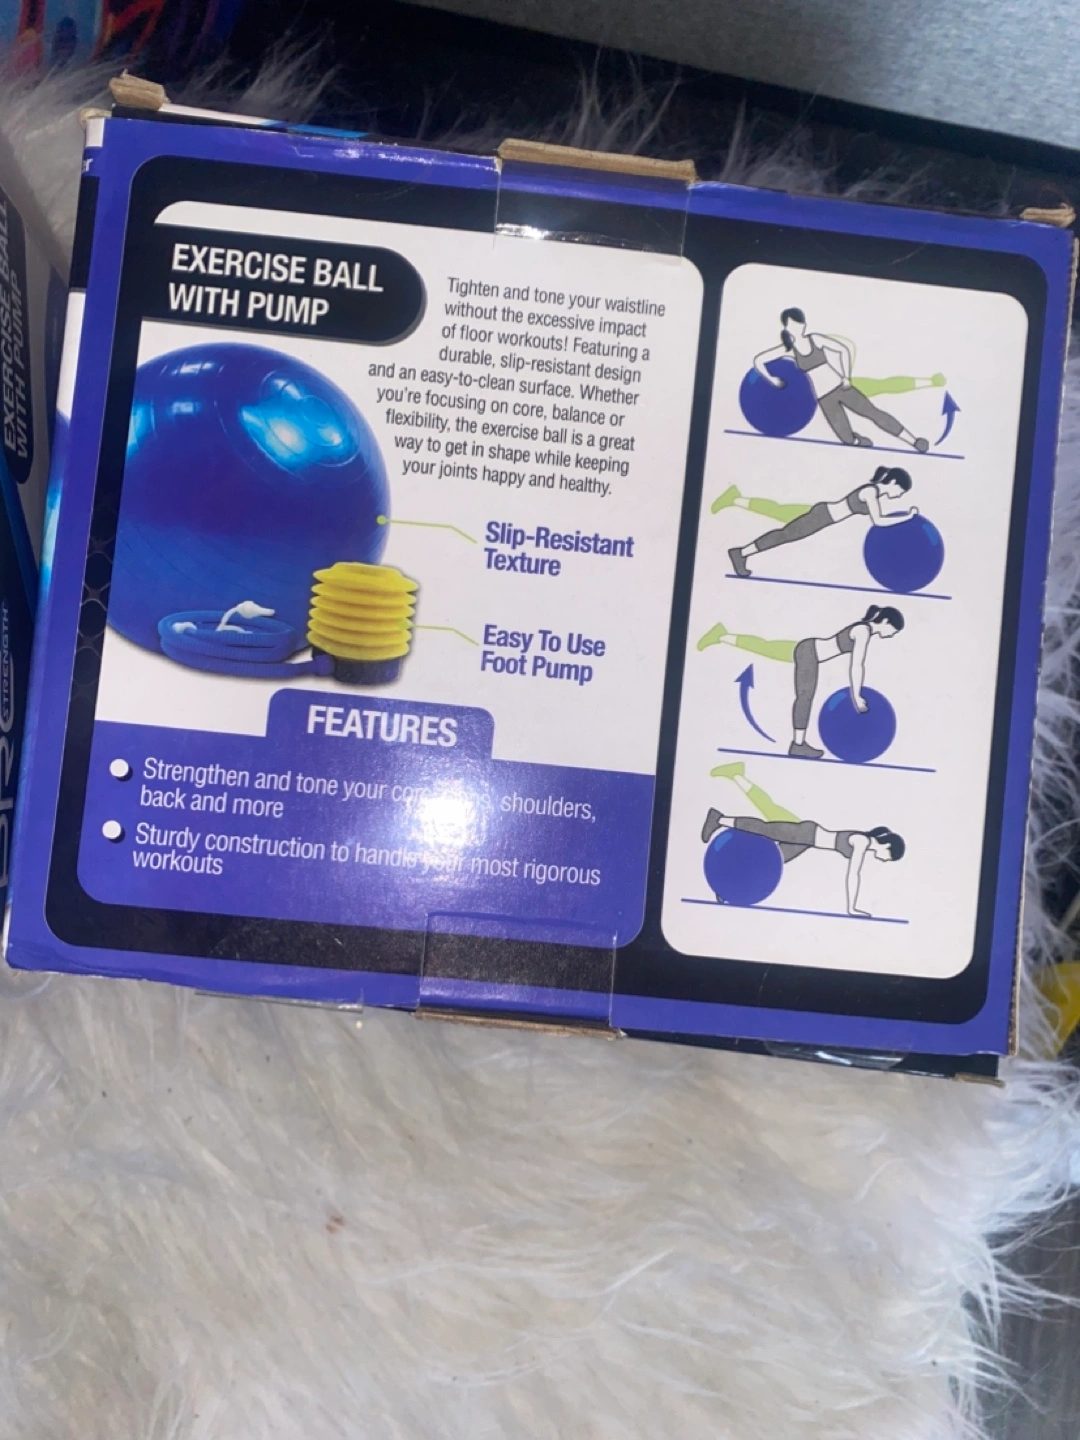 EXERCISE BALL
WITH PUMP
Tighten and tone your waistline
without the excessive impact
of floor workouts! Featuring a
durable, slip-resistant design
and an easy-to-clean surface. Whether
you're focusing on core, balance or
flexibility, the exercise ball is a great
way to get in shape while keeping
your joints happy and healthy.
Slip-Resistant
Texture
Easy To Use
Foot Pump
FEATURES
Strengthen and tone your shoulders,
back and more
Sturdy construction to handle your most rigorous
workouts
EXERCISE BALL
WITH PUMP
STRENGTH